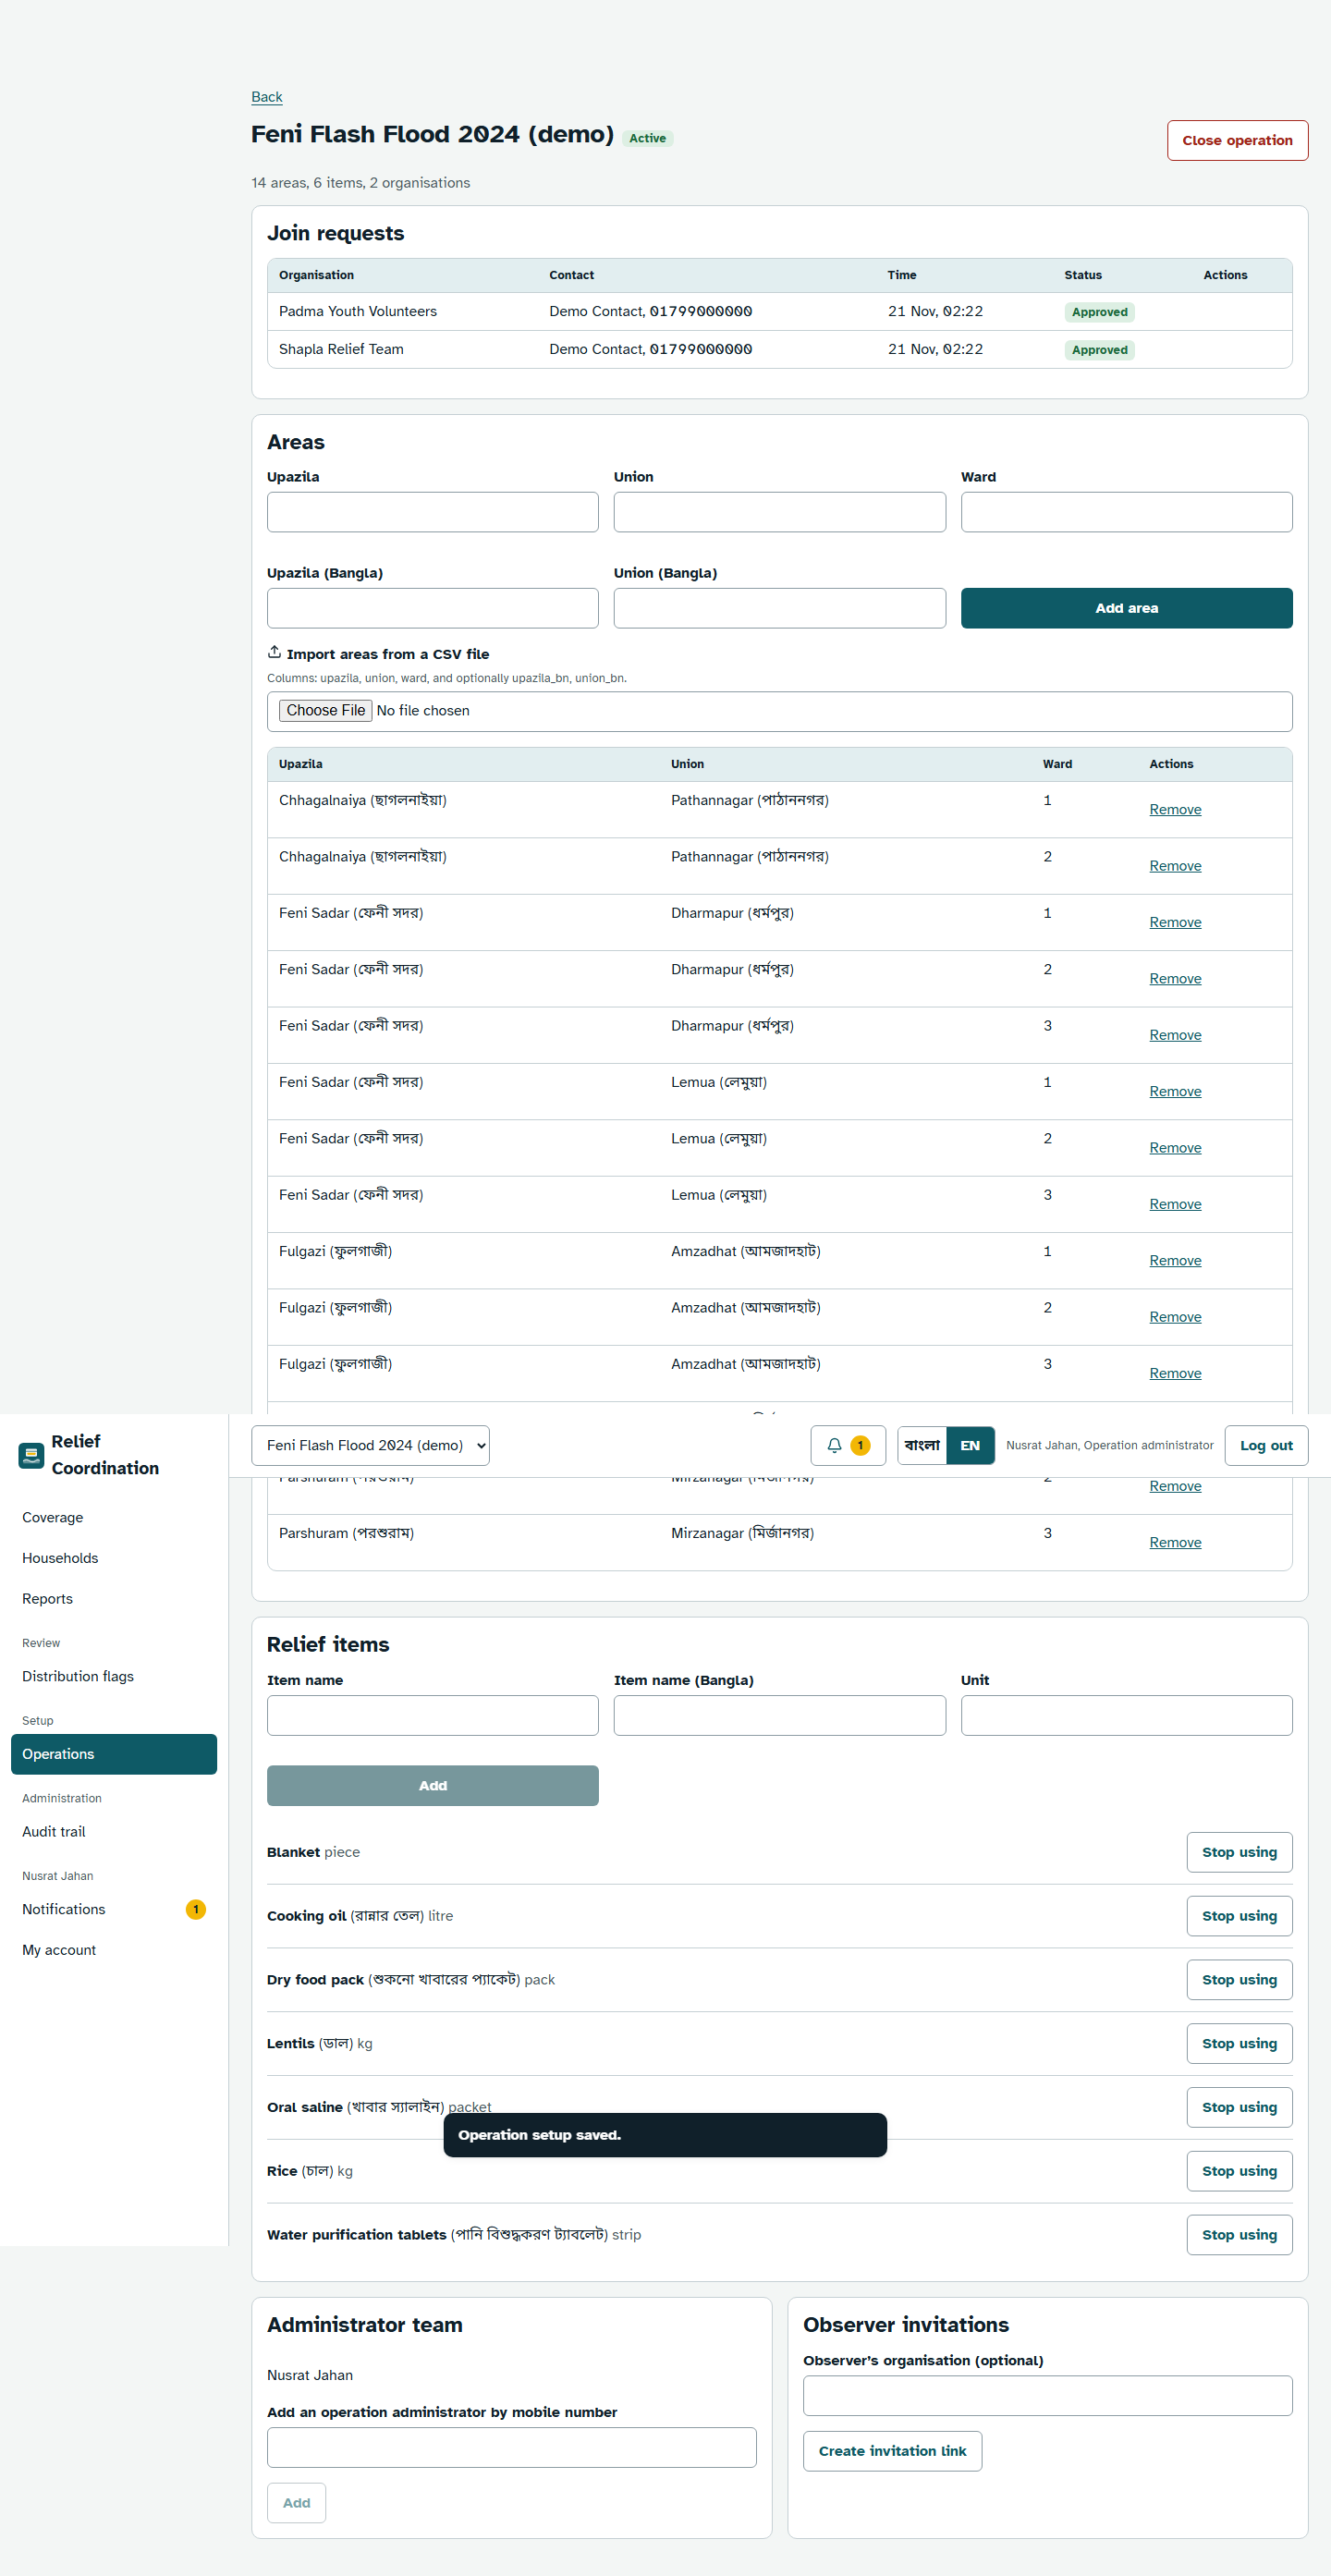 Back
Feni Flash Flood 2024 (demo) Active
Close operation
14 areas, 6 items, 2 organisations
Join requests
Organisation Contact Time Status Actions
Padma Youth Volunteers Demo Contact, 01799000000 21 Nov, 02:22 Approved
Shapla Relief Team Demo Contact, 01799000000 21 Nov, 02:22 Approved
Areas
Upazila Union Ward
Upazila (Bangla) Union (Bangla)
Add area
Import areas from a CSV file
Columns: upazila, union, ward, and optionally upazila_bn, union_bn.
Choose File No file chosen
Upazila Union Ward Actions
Chhagalnaiya (ছাগলনাইয়া) Pathannagar (পাঠাননগর) 1 Remove
Chhagalnaiya (ছাগলনাইয়া) Pathannagar (পাঠাননগর) 2 Remove
Feni Sadar (ফেনী সদর) Dharmapur (ধর্মপুর) 1 Remove
Feni Sadar (ফেনী সদর) Dharmapur (ধর্মপুর) 2 Remove
Feni Sadar (ফেনী সদর) Dharmapur (ধর্মপুর) 3 Remove
Feni Sadar (ফেনী সদর) Lemua (লেমুয়া) 1 Remove
Feni Sadar (ফেনী সদর) Lemua (লেমুয়া) 2 Remove
Feni Sadar (ফেনী সদর) Lemua (লেমুয়া) 3 Remove
Fulgazi (ফুলগাজী) Amzadhat (আমজাদহাট) 1 Remove
Fulgazi (ফুলগাজী) Amzadhat (আমজাদহাট) 2 Remove
Fulgazi (ফুলগাজী) Amzadhat (আমজাদহাট) 3 Remove
Relief
Coordination
Feni Flash Flood 2024 (demo)
1
বাংলা EN
Nusrat Jahan, Operation administrator
Log out
Parshuram (পরশুরাম) Mirzanagar (মির্জানগর) 2 Remove
Parshuram (পরশুরাম) Mirzanagar (মির্জানগর) 3 Remove
Coverage
Households
Reports
Review
Distribution flags
Setup
Operations
Administration
Audit trail
Nusrat Jahan
Notifications 1
My account
Relief items
Item name Item name (Bangla) Unit
Add
Blanket piece Stop using
Cooking oil (রান্নার তেল) litre Stop using
Dry food pack (শুকনো খাবারের প্যাকেট) pack Stop using
Lentils (ডাল) kg Stop using
Oral saline (খাবার স্যালাইন) packet Stop using
Operation setup saved.
Rice (চাল) kg Stop using
Water purification tablets (পানি বিশুদ্ধকরণ ট্যাবলেট) strip Stop using
Administrator team
Nusrat Jahan
Add an operation administrator by mobile number
Add
Observer invitations
Observer’s organisation (optional)
Create invitation link